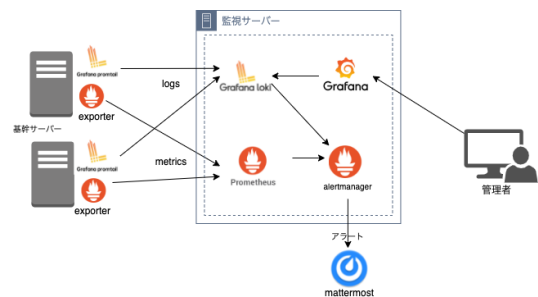 監視サーバー
Grafana promtail
exporter
基幹サーバー
logs
Grafana loki
Grafana
Grafana promtail
exporter
metrics
Prometheus
alertmanager
管理者
アラート
mattermost